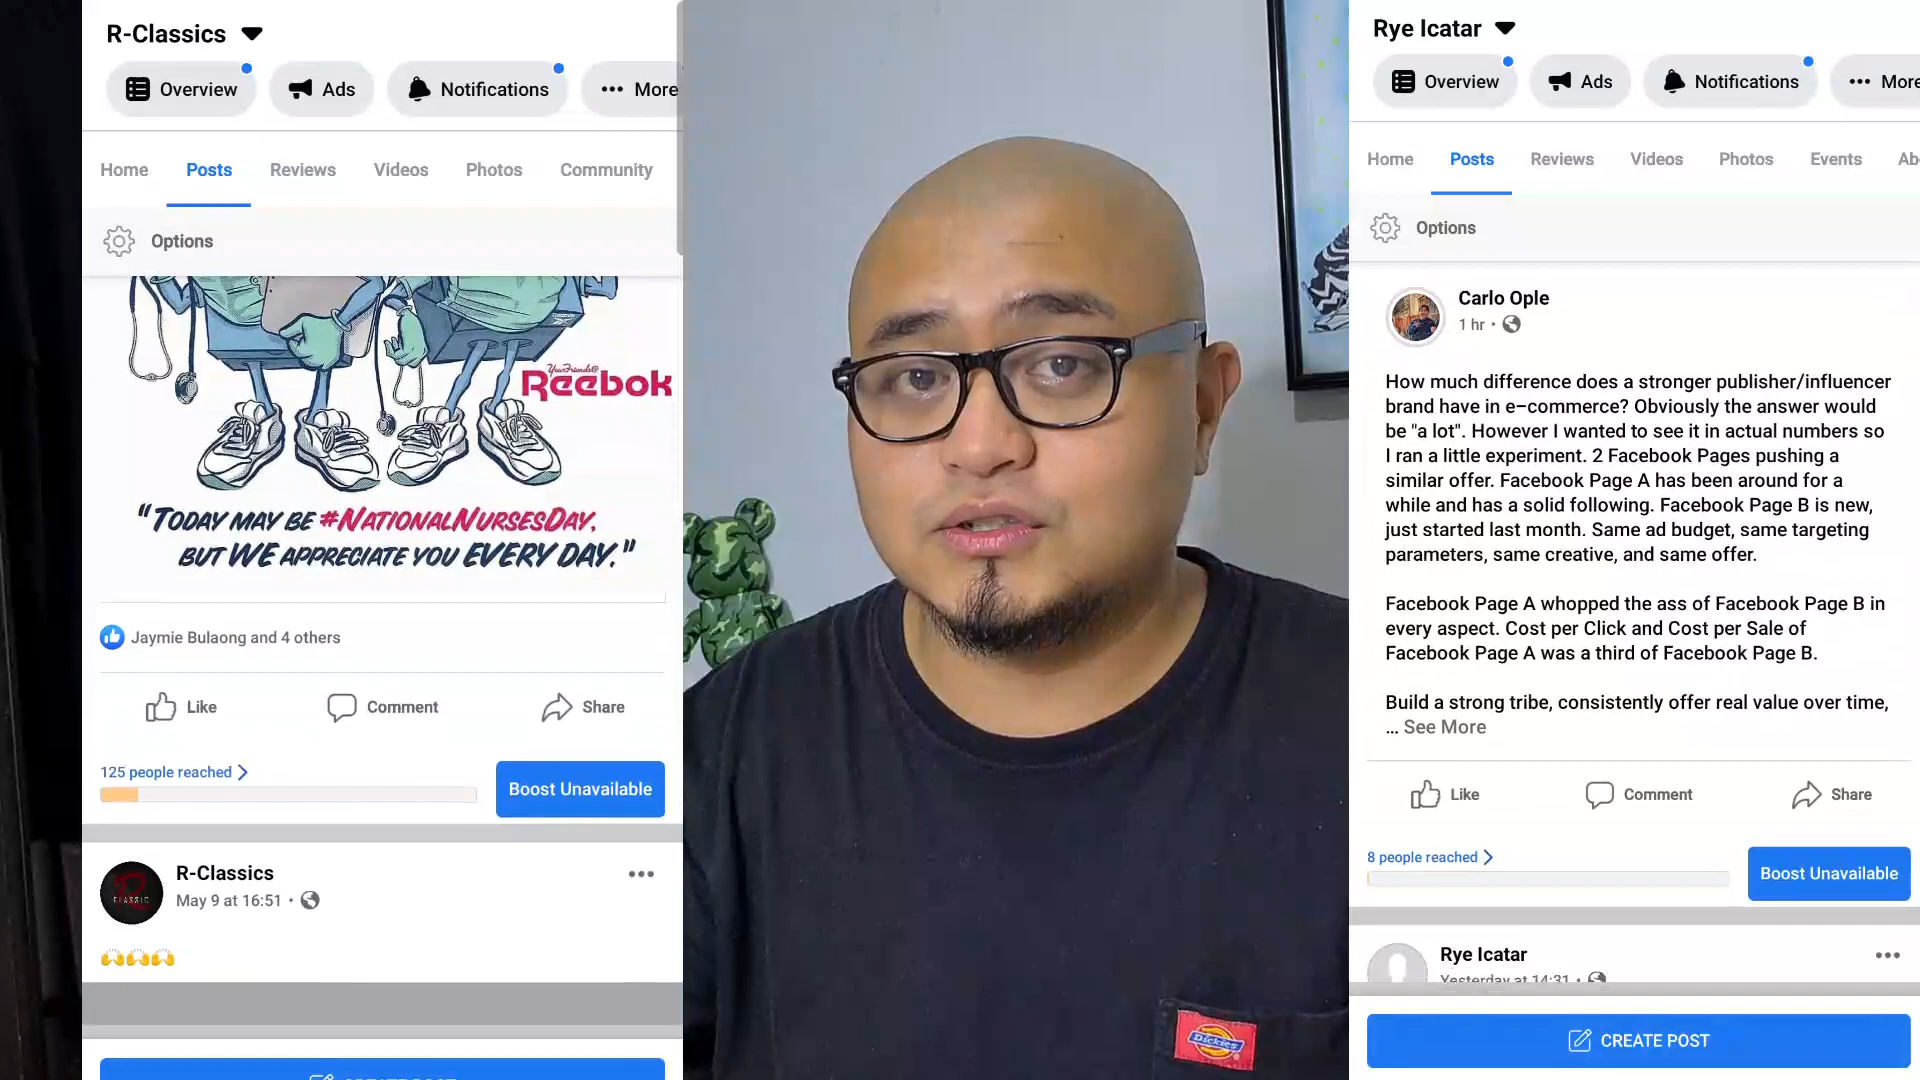 R-Classics
Overview
Ads
Notifications
More
Home
Posts
Reviews
Videos
Photos
Community
Options
YourFriends@
Reebok
"TODAY MAY BE #NATIONALNURSESDAY,
BUT WE APPRECIATE YOU EVERY DAY."
Jaymie Bulaong and 4 others
Like
Comment
Share
125 people reached
Boost Unavailable
R-Classics
May 9 at 16:51
Dickies
Rye Icatar
Overview
Ads
Notifications
More
Home
Posts
Reviews
Videos
Photos
Events
Ab
Options
Carlo Ople
1 hr
How much difference does a stronger publisher/influencer
brand have in e-commerce? Obviously the answer would
be "a lot". However I wanted to see it in actual numbers so
I ran a little experiment. 2 Facebook Pages pushing a
similar offer. Facebook Page A has been around for a
while and has a solid following. Facebook Page B is new,
just started last month. Same ad budget, same targeting
parameters, same creative, and same offer.
Facebook Page A whopped the ass of Facebook Page B in
every aspect. Cost per Click and Cost per Sale of
Facebook Page A was a third of Facebook Page B.
Build a strong tribe, consistently offer real value over time,
... See More
Like
Comment
Share
8 people reached
Boost Unavailable
Rye Icatar
Yesterday at 14:31
CREATE POST